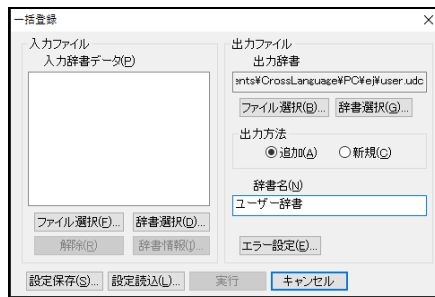 一括登録
入力ファイル
入力辞書データ(P)
ファイル選択(F)... 辞書選択(D)...
解除(R) 辞書情報(I)...
出力ファイル
出力辞書
ents¥CrossLanguage¥PC¥ej¥user.udc
ファイル選択(B)... 辞書選択(G)...
出力方法
追加(A) 新規(C)
辞書名(N)
ユーザー辞書
エラー設定(E)...
設定保存(S)... 設定読込(L)... 実行 キャンセル